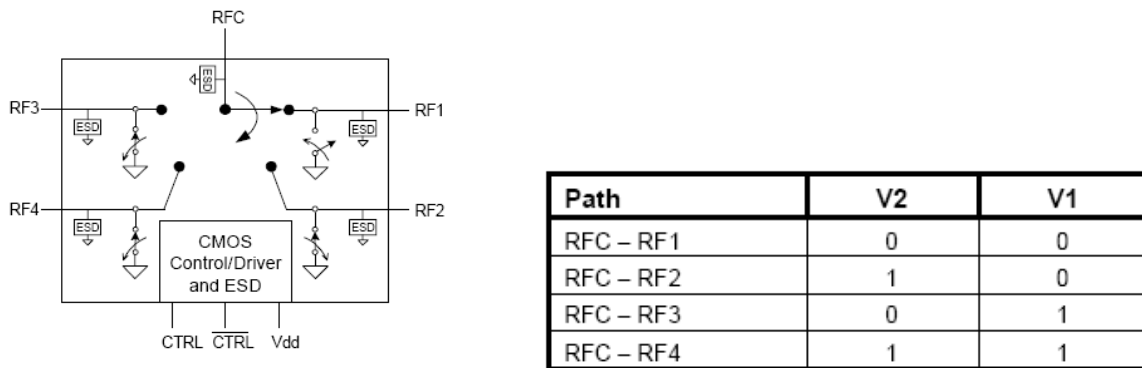 RFC
ESD
RF3
RF1
ESD
ESD
RF4
RF2
ESD
ESD
CMOS
Control/Driver
and ESD
CTRL CTRL Vdd
Path V2 V1
RFC – RF1 0 0
RFC – RF2 1 0
RFC – RF3 0 1
RFC – RF4 1 1